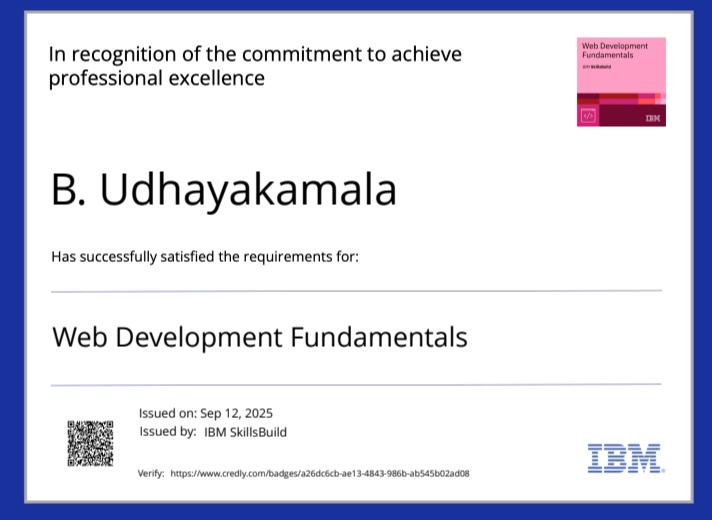 In recognition of the commitment to achieve
professional excellence
Web Development
Fundamentals
IBM
B. Udhayakamala
Has successfully satisfied the requirements for:
Web Development Fundamentals
Issued on: Sep 12, 2025
Issued by: IBM SkillsBuild
Verify: https://www.credly.com/badges/a26dc6cb-ae13-4843-986b-ab545b02ad08
IBM